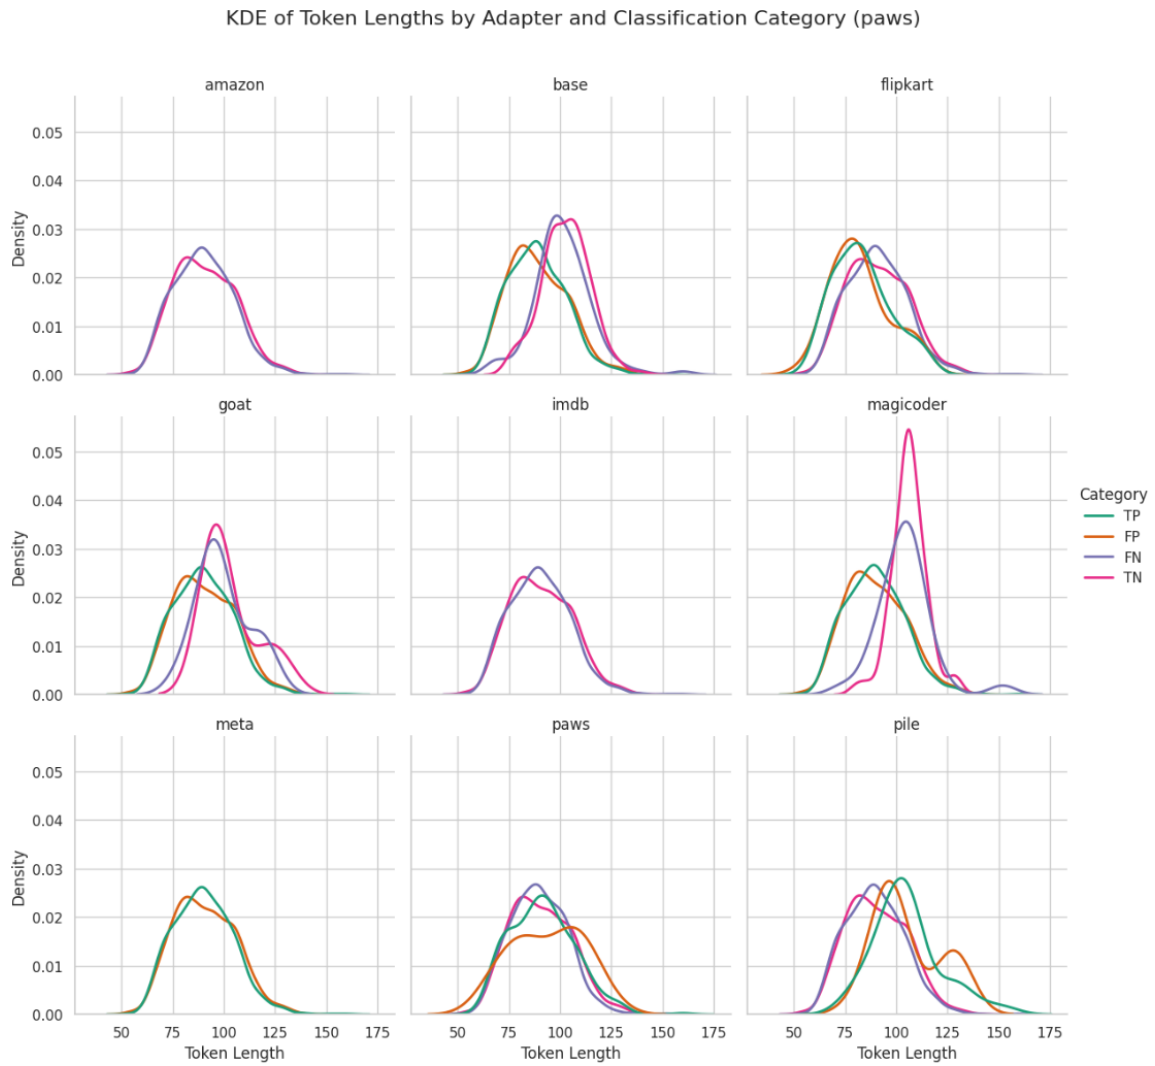 KDE of Token Lengths by Adapter and Classification Category (paws)
amazon base flipkart
0.05
0.04
0.03
0.02
0.01
0.00
Density
goat imdb magicoder
0.05
0.04
0.03
0.02
0.01
0.00
Density
Category
TP
FP
FN
TN
meta paws pile
0.05
0.04
0.03
0.02
0.01
0.00
Density
50 75 100 125 150 175 50 75 100 125 150 175 50 75 100 125 150 175
Token Length Token Length Token Length